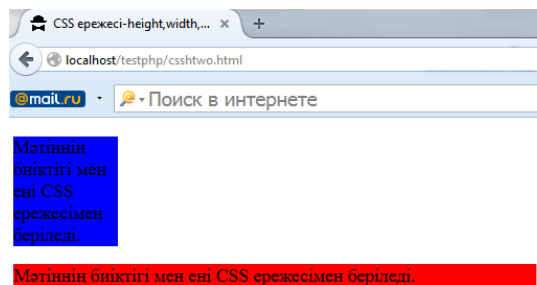 CSS ережесі-height,width,... × +
localhost/testphp/csshtwo.html
@mail.ru Поиск в интернете
Мәтіннің
биіктігі мен
ені CSS
ережесімен
беріледі.
Мәтіннің биіктігі мен ені CSS ережесімен беріледі.